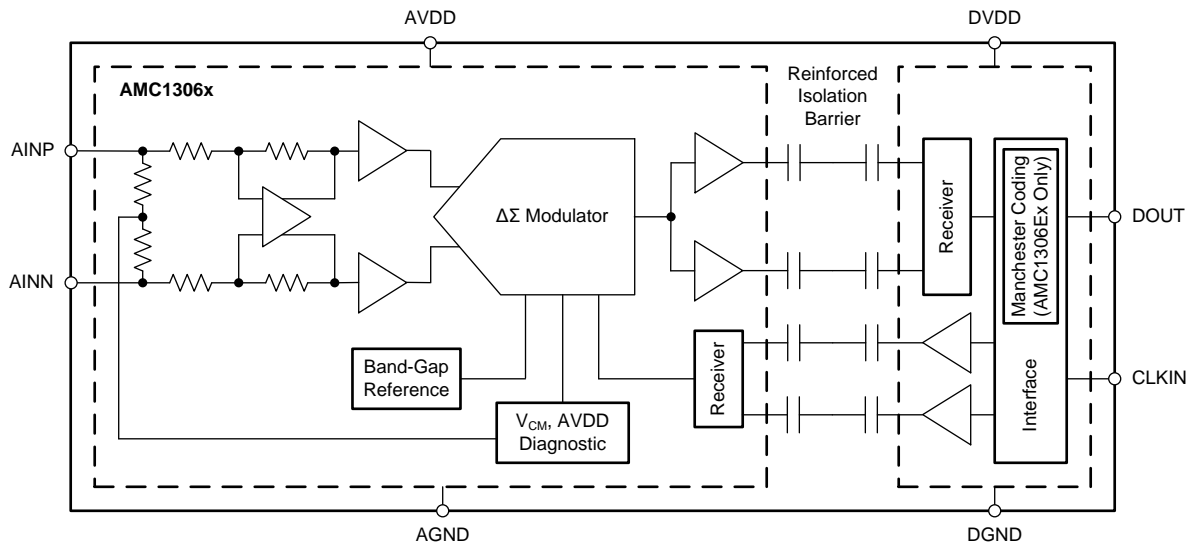 AVDD
DVDD
AMC1306x
Reinforced
Isolation
Barrier
AINP
AINN
ΔΣ Modulator
Receiver
Manchester Coding
(AMC1306Ex Only)
DOUT
Band-Gap
Reference
Receiver
Interface
CLKIN
VCM, AVDD
Diagnostic
AGND
DGND